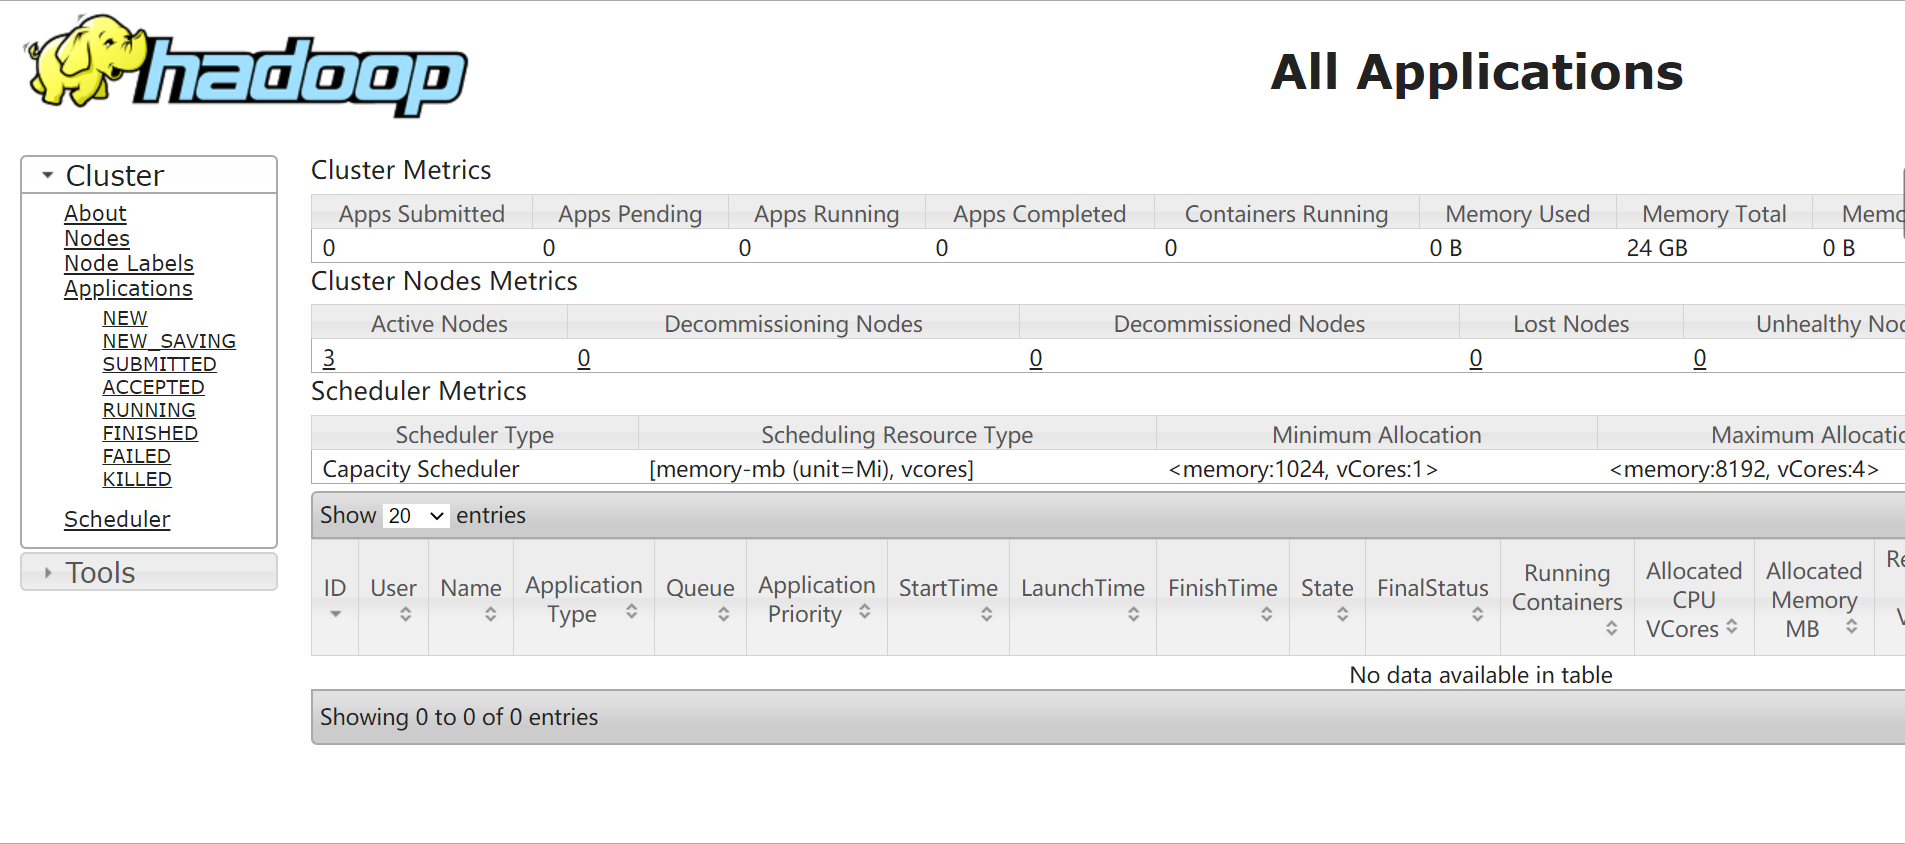 hadoop
All Applications
Cluster
About
Nodes
Node Labels
Applications
NEW
NEW_SAVING
SUBMITTED
ACCEPTED
RUNNING
FINISHED
FAILED
KILLED
Scheduler
Tools
Cluster Metrics
Apps Submitted Apps Pending Apps Running Apps Completed Containers Running Memory Used Memory Total Memo
0 0 0 0 0 0 B 24 GB 0 B
Cluster Nodes Metrics
Active Nodes Decommissioning Nodes Decommissioned Nodes Lost Nodes Unhealthy Noc
3 0 0 0 0
Scheduler Metrics
Scheduler Type Scheduling Resource Type Minimum Allocation Maximum Allocatic
Capacity Scheduler [memory-mb (unit=Mi), vcores] <memory:1024, vCores:1> <memory:8192, vCores:4>
Show 20 entries
ID User Name Application Type Queue Application Priority StartTime LaunchTime FinishTime State FinalStatus Running Containers Allocated CPU VCores Allocated Memory MB Re V
No data available in table
Showing 0 to 0 of 0 entries